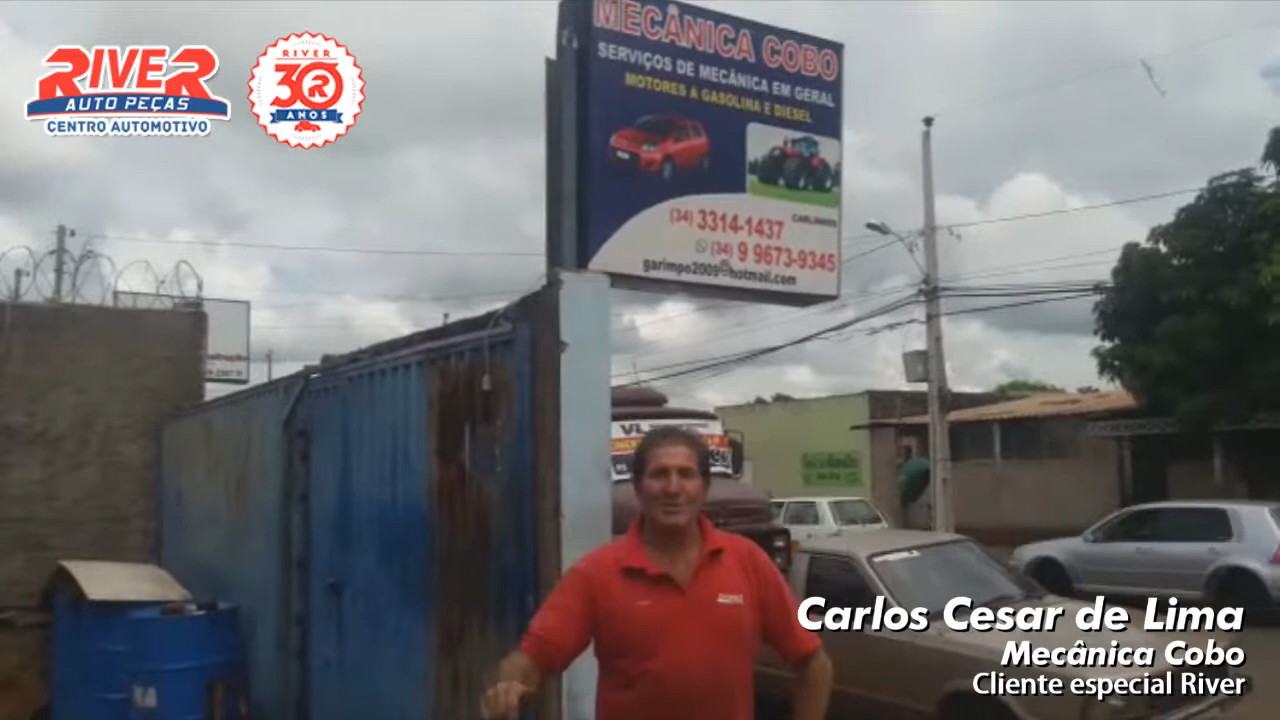 RIVER
AUTO PEÇAS
CENTRO AUTOMOTIVO
RIVER
30
ANOS
MECÂNICA COBO
SERVIÇOS DE MECÂNICA EM GERAL
MOTORES A GASOLINA E DIESEL
CARLINHOS
(34) 3314-1437
(34) 9 9673-9345
garimpo2009@hotmail.com
VL
Carlos Cesar de Lima
Mecânica Cobo
Cliente especial River